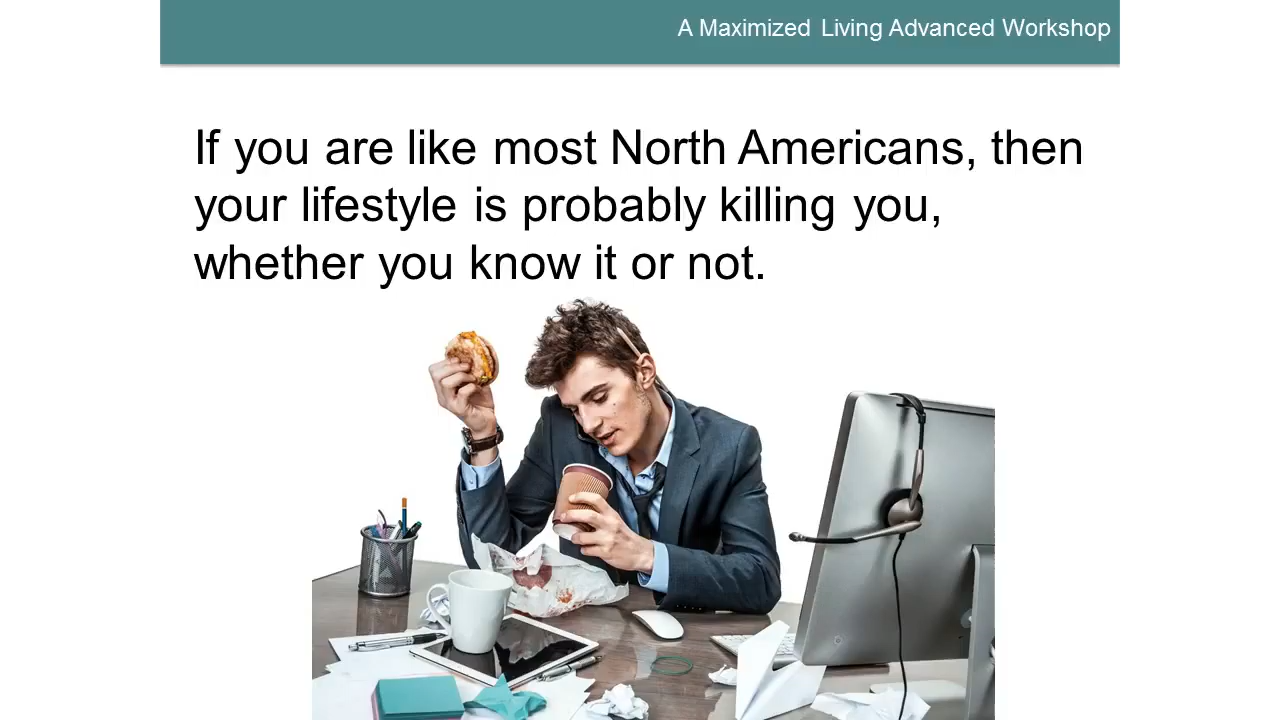 A Maximized Living Advanced Workshop
If you are like most North Americans, then
your lifestyle is probably killing you,
whether you know it or not.